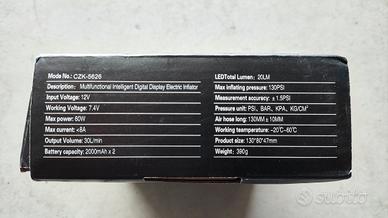 Mode No.: CZK-5626
Description: Multifunctional Intelligent Digital Display Electric Inflator
Input Voltage: 12V
Working Voltage: 7.4V
Max power: 60W
Max current: <8A
Output Volume: 30L/min
Battery capacity: 2000mAh x 2
LEDTotal Lumen: 20LM
Max inflating pressure: 130PSI
Measurement accuracy: ± 1.5PSI
Pressure unit: PSI、BAR、KPA、KG/CM²
Air hose long: 130MM ± 10MM
Working teamperature: -20℃~60℃
Product size: 130*80*47mm
Weight: 390g
subito